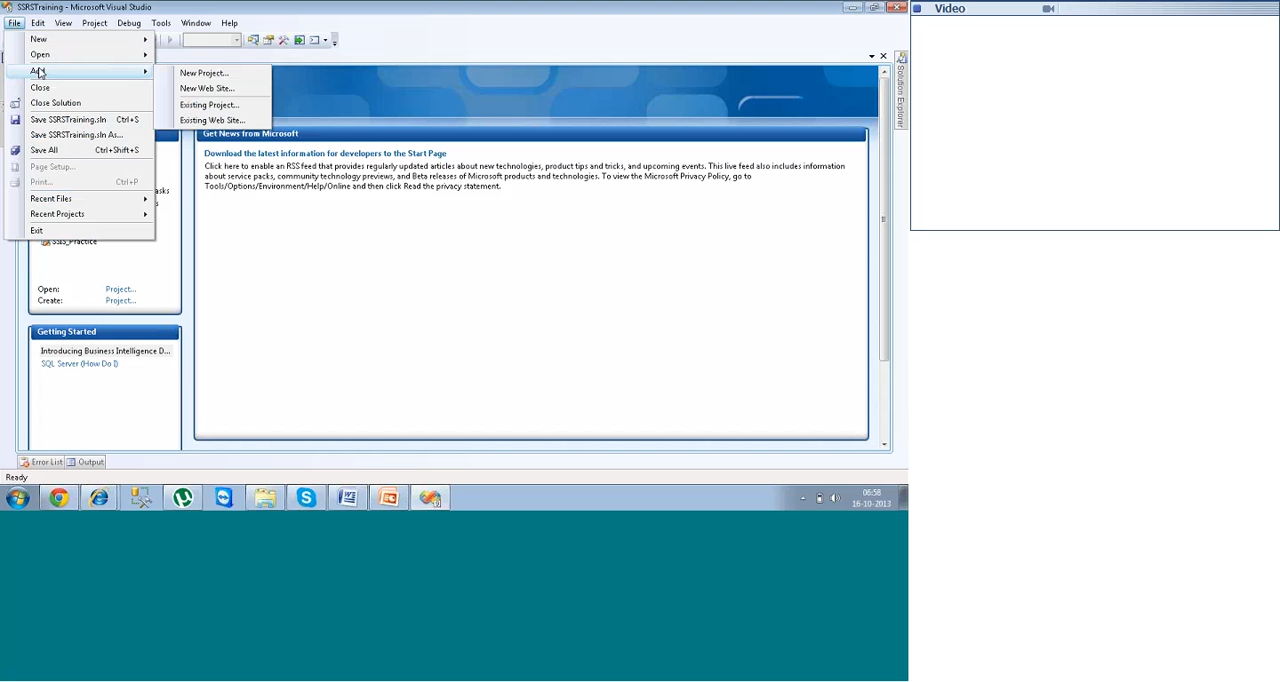 SSRSTraining - Microsoft Visual Studio
Video
File Edit View Project Debug Tools Window Help
New
Open
Close
Close Solution
Save SSRSTraining.sln Ctrl+S
Save SSRSTraining.sln As...
Save All Ctrl+Shift+S
Page Setup...
Print... Ctrl+P
Recent Files
Recent Projects
Exit
New Project...
New Web Site...
Existing Project...
Existing Web Site...
Solution Explorer
Get News from Microsoft
Download the latest information for developers to the Start Page
Click here to enable an RSS feed that provides regularly updated articles about new technologies, product tips and tricks, and upcoming events. This live feed also includes information
about service packs, community technology previews, and Beta releases of Microsoft products and technologies. To view the Microsoft Privacy Policy, go to
Tools/Options/Environment/Help/Online and then click Read the privacy statement.
SSIS_Practice
Open: Project...
Create: Project...
Getting Started
Introducing Business Intelligence D...
SQL Server (How Do I)
Error List Output
Ready
06:58
16-10-2013